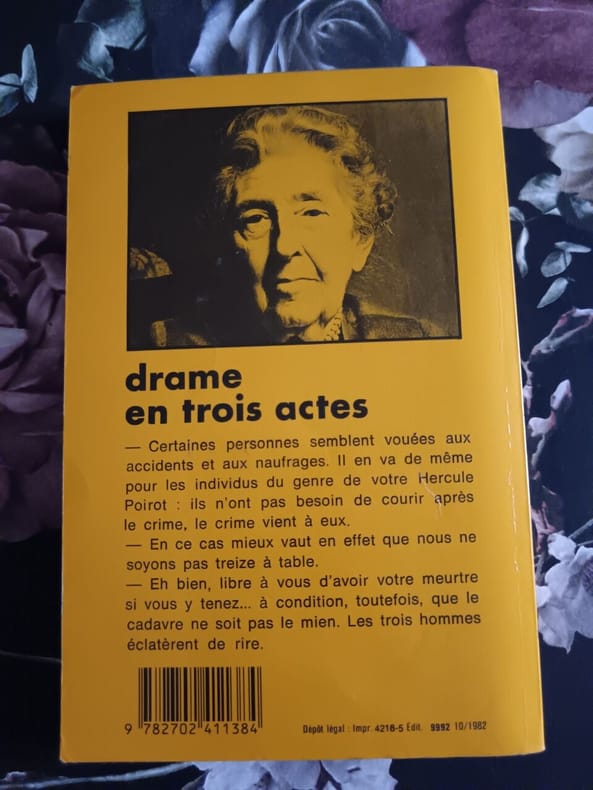 drame
en trois actes
— Certaines personnes semblent vouées aux
accidents et aux naufrages. Il en va de même
pour les individus du genre de votre Hercule
Poirot : ils n'ont pas besoin de courir après
le crime, le crime vient à eux.
— En ce cas mieux vaut en effet que nous ne
soyons pas treize à table.
— Eh bien, libre à vous d'avoir votre meurtre
si vous y tenez... à condition, toutefois, que le
cadavre ne soit pas le mien. Les trois hommes
éclatèrent de rire.
9 782702 411384
Dépôt légal : Impr. 4216-5 Édit. 9992 10/1982